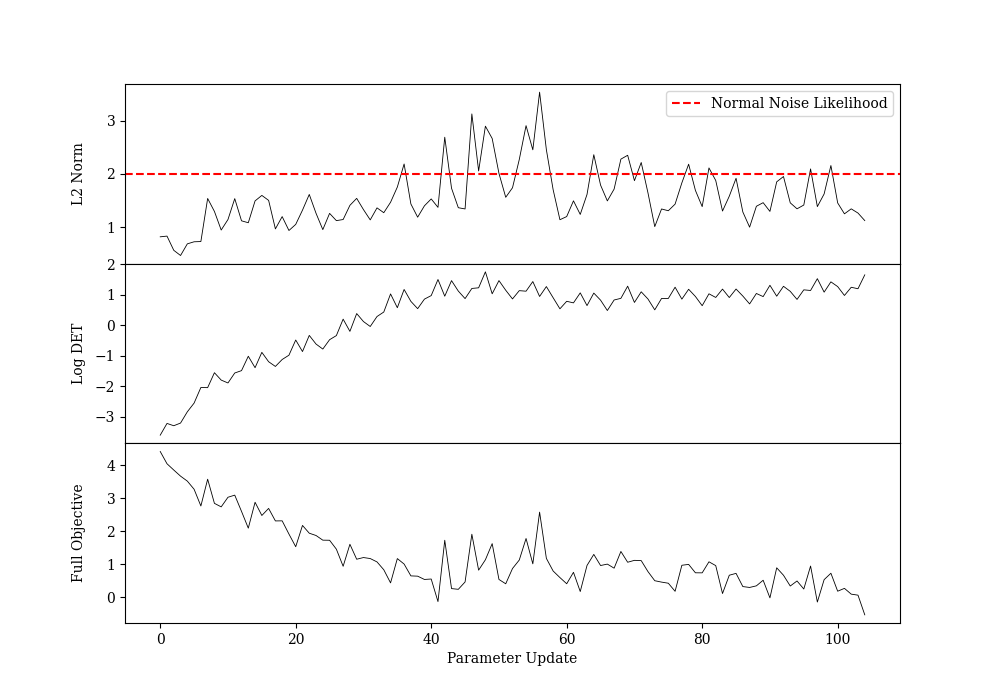 Normal Noise Likelihood
L2 Norm
3
2
1
Log DET
2
1
0
−1
−2
−3
Full Objective
4
3
2
1
0
0 20 40 60 80 100
Parameter Update